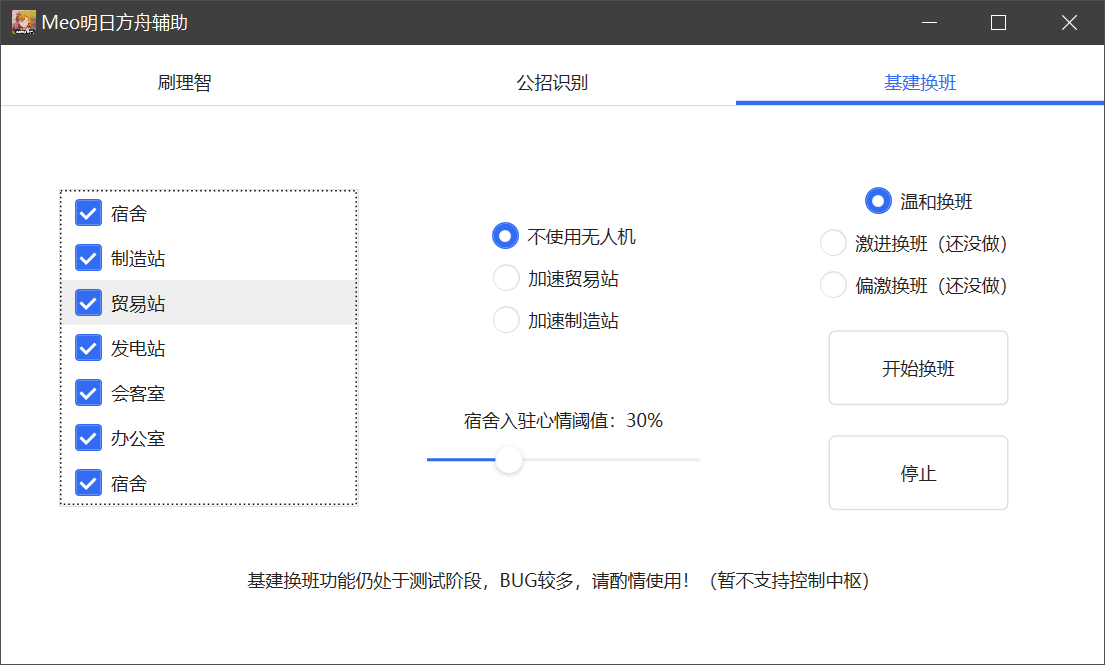 Meo明日方舟辅助
刷理智
公招识别
基建换班
宿舍
制造站
贸易站
发电站
会客室
办公室
宿舍
不使用无人机
加速贸易站
加速制造站
宿舍入驻心情阈值：30%
温和换班
激进换班（还没做）
偏激换班（还没做）
开始换班
停止
基建换班功能仍处于测试阶段，BUG较多，请酌情使用！（暂不支持控制中枢）